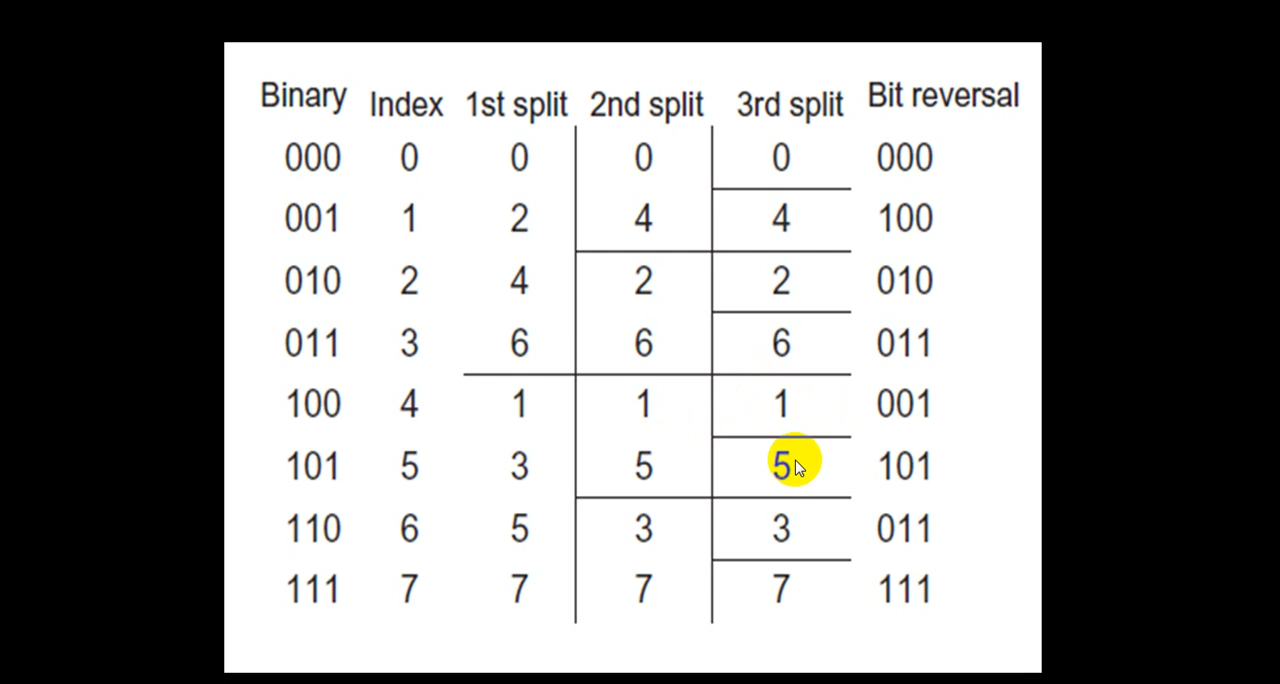 Binary Index 1st split 2nd split 3rd split Bit reversal
000 0 0 0 0 000
001 1 2 4 4 100
010 2 4 2 2 010
011 3 6 6 6 011
100 4 1 1 1 001
101 5 3 5 5 101
110 6 5 3 3 011
111 7 7 7 7 111